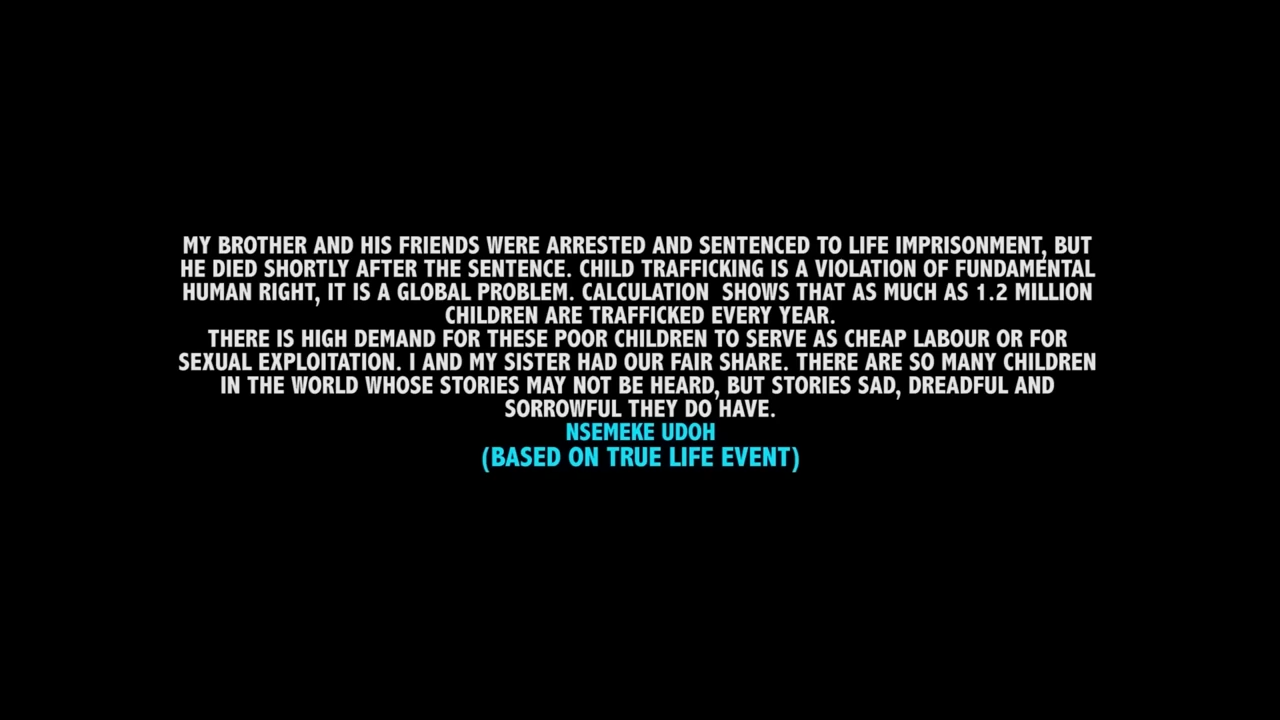 MY BROTHER AND HIS FRIENDS WERE ARRESTED AND SENTENCED TO LIFE IMPRISONMENT, BUT
HE DIED SHORTLY AFTER THE SENTENCE. CHILD TRAFFICKING IS A VIOLATION OF FUNDAMENTAL
HUMAN RIGHT, IT IS A GLOBAL PROBLEM. CALCULATION  SHOWS THAT AS MUCH AS 1.2 MILLION
CHILDREN ARE TRAFFICKED EVERY YEAR.
THERE IS HIGH DEMAND FOR THESE POOR CHILDREN TO SERVE AS CHEAP LABOUR OR FOR
SEXUAL EXPLOITATION. I AND MY SISTER HAD OUR FAIR SHARE. THERE ARE SO MANY CHILDREN
IN THE WORLD WHOSE STORIES MAY NOT BE HEARD, BUT STORIES SAD, DREADFUL AND
SORROWFUL THEY DO HAVE.
NSEMEKE UDOH
(BASED ON TRUE LIFE EVENT)